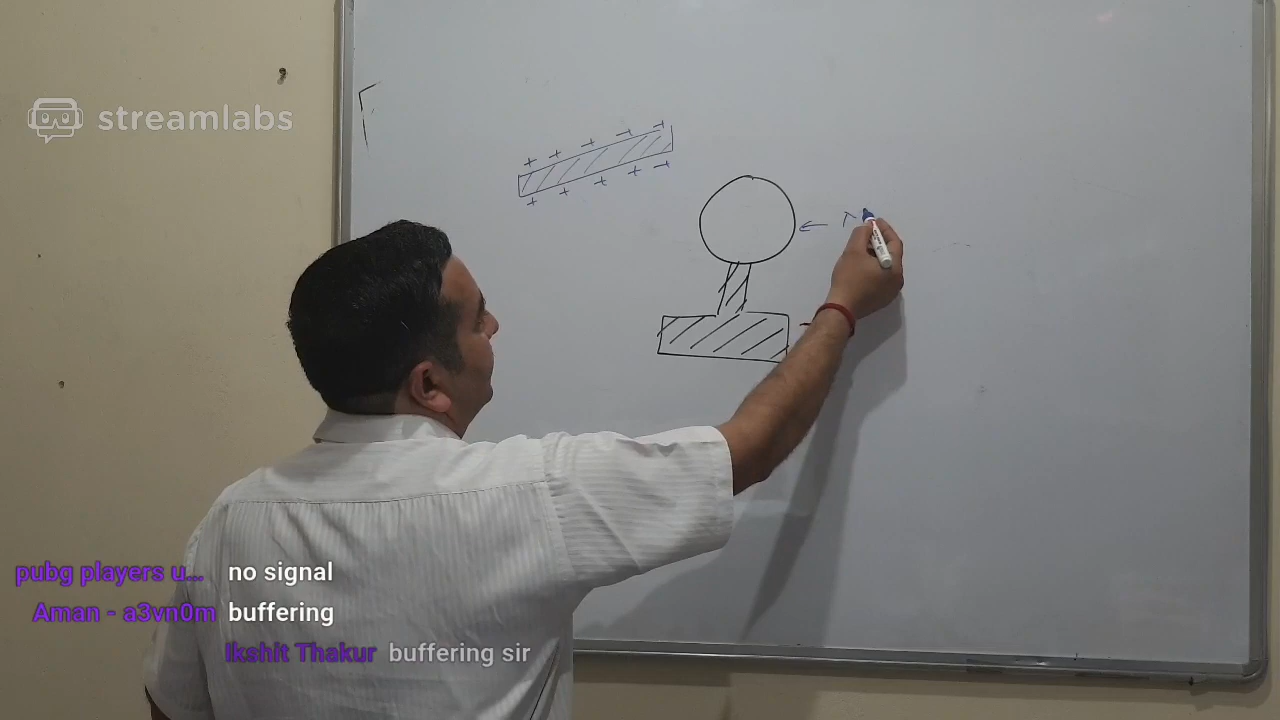 streamlabs
+ + + + +
+ + + + +
←
pubg players u... no signal
Aman - a3vn0m buffering
Ikshit Thakur buffering sir